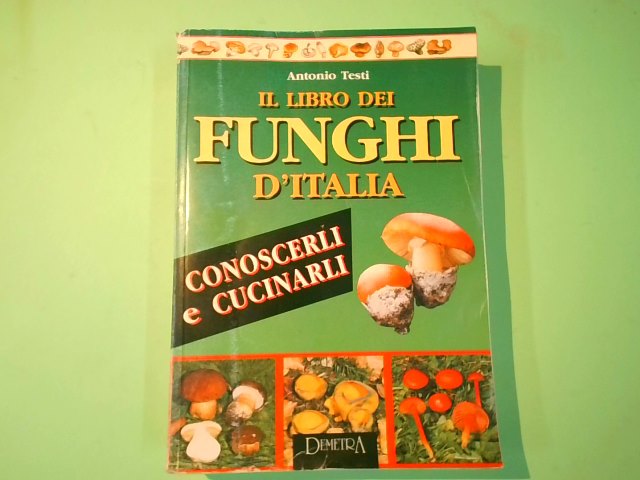 Antonio Testi
IL LIBRO DEI
FUNGHI
D'ITALIA
CONOSCERLI
e CUCINARLI
DEMETRA